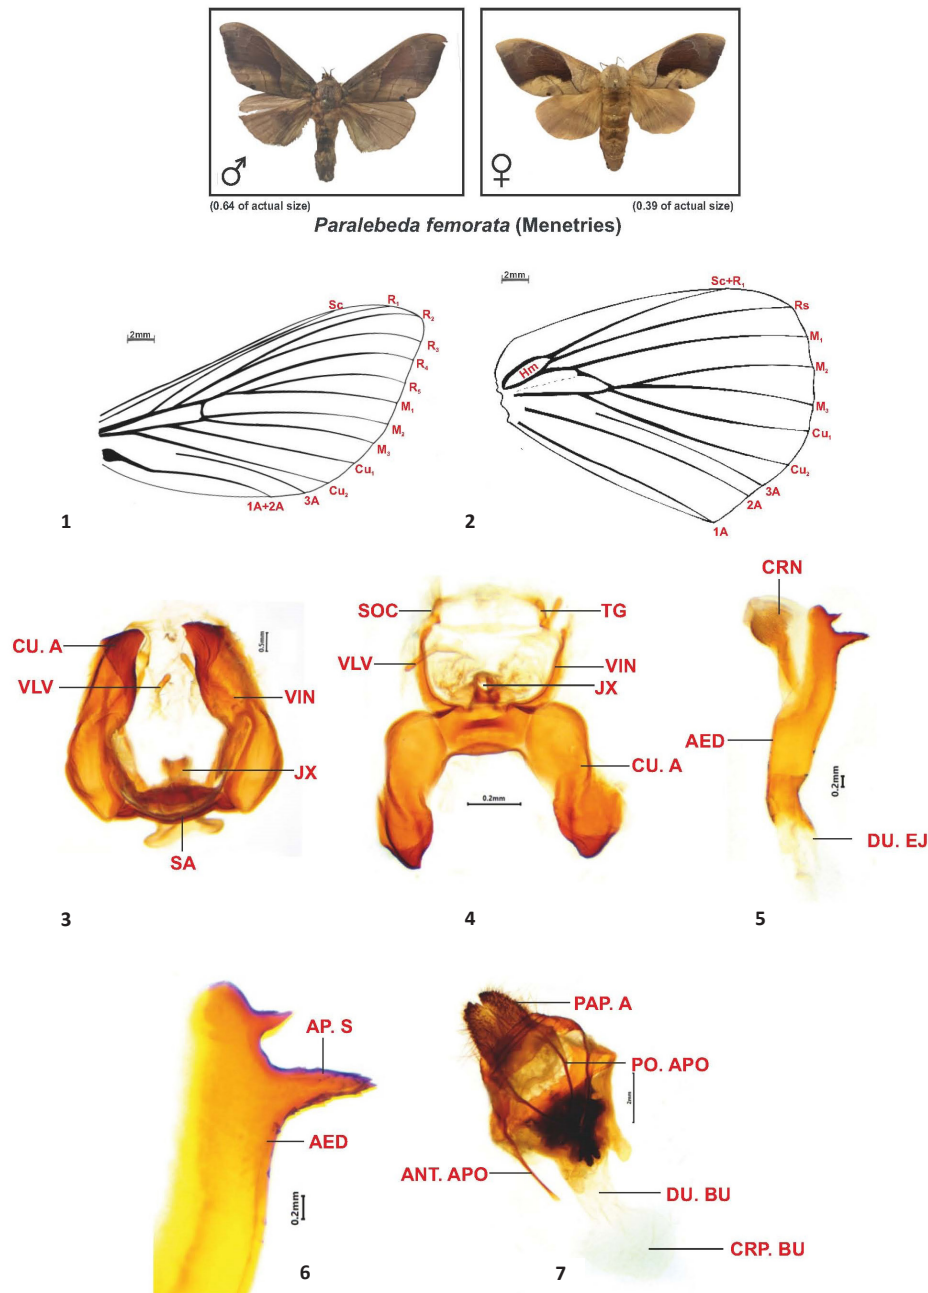 ♂ ♀
(0.64 of actual size) (0.39 of actual size)
Paralebeda femorata (Menetries)
2mm Sc R1 R2 R3 R4 R5 M1 M2 M3 Cu1 Cu2 3A 1A+2A
1
2mm Sc+R1 Rs M1 M2 M3 Cu1 Cu2 3A 2A 1A Hm
2
CU. A VLV 0.5mm VIN JX SA
3
SOC TG VLV VIN JX CU. A 0.2mm
4
CRN AED 0.2mm DU. EJ
5
AP. S AED 0.2mm
6
PAP. A PO. APO 2mm ANT. APO DU. BU CRP. BU
7